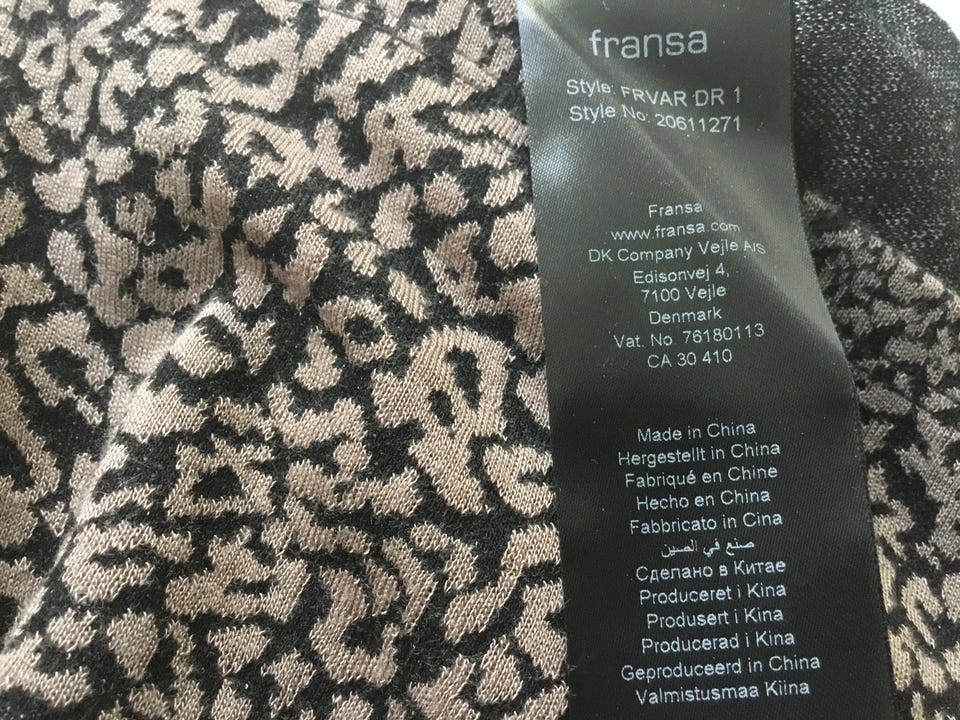 fransa
Style: FRVAR DR 1
Style No: 20611271
Fransa
www.fransa.com
DK Company Vejle A/S
Edisonvej 4,
7100 Vejle
Denmark
Vat. No. 76180113
CA 30 410
Made in China
Hergestellt in China
Fabriqué en Chine
Hecho en China
Fabbricato in Cina
صنع في الصين
Сделано в Китае
Produceret i Kina
Produsert i Kina
Producerad i Kina
Geproduceerd in China
Valmistusmaa Kiina